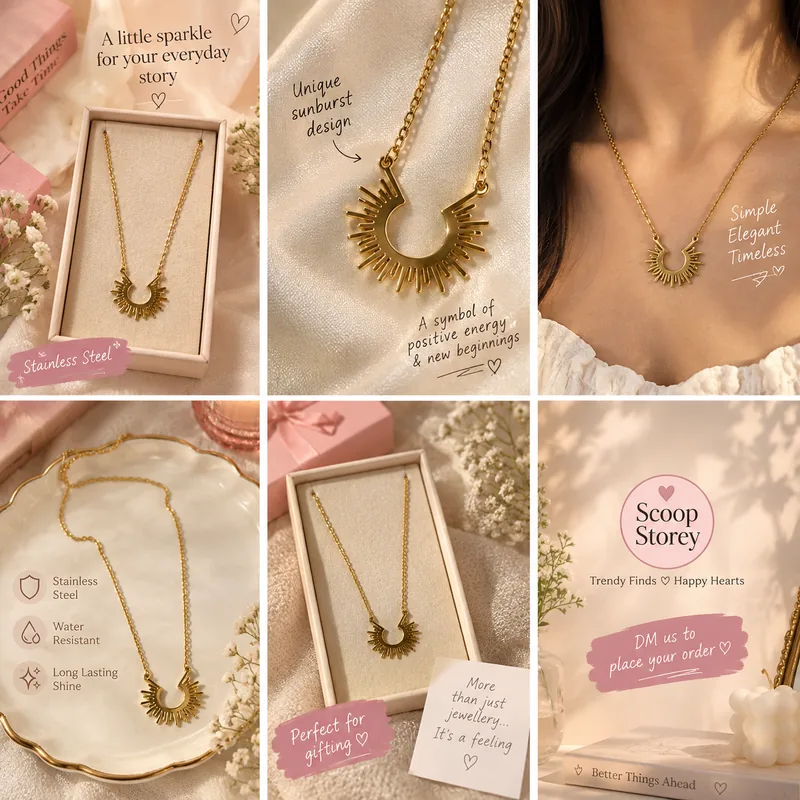 Good Things
Take Time
A little sparkle
for your everyday
story
Stainless Steel
Unique
sunburst
design
A symbol of
positive energy
& new beginnings
Simple
Elegant
Timeless
Stainless
Steel
Water
Resistant
Long Lasting
Shine
Perfect for
gifting
More
than just
jewellery...
It's a feeling
Scoop
Storey
Trendy Finds ♡ Happy Hearts
DM us to
place your order
Better Things Ahead